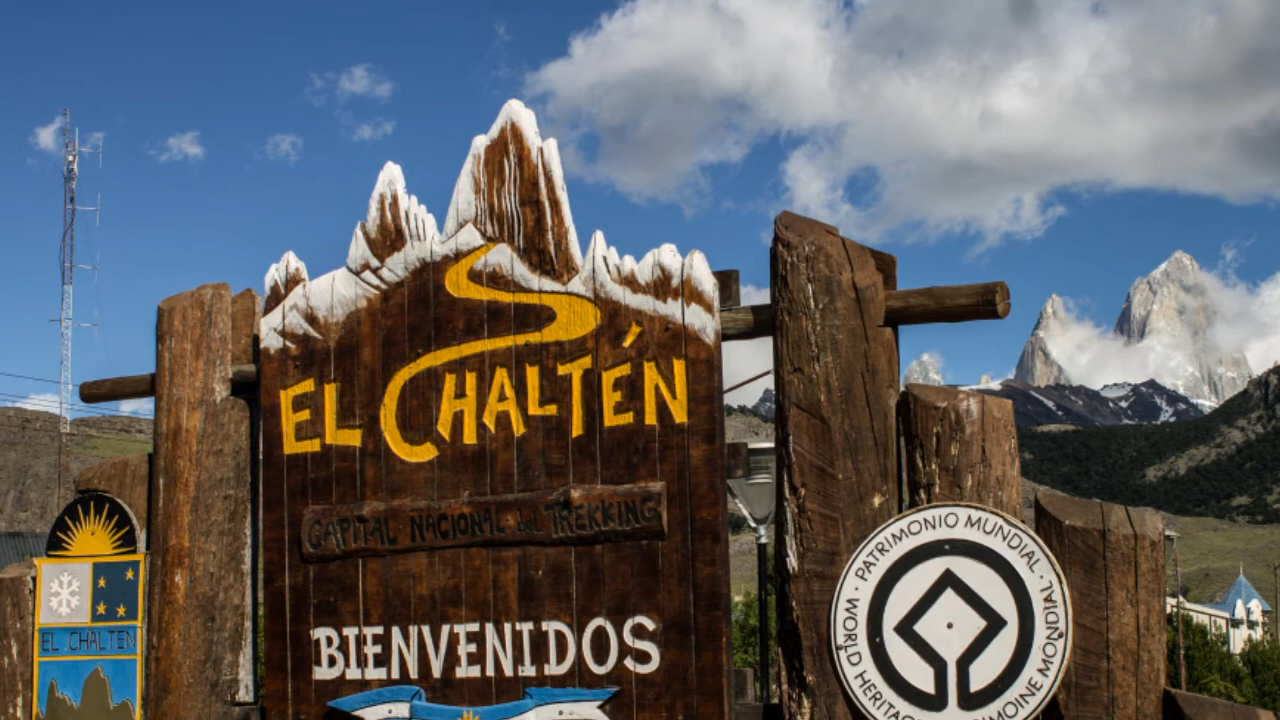 EL CHALTÉN
CAPITAL NACIONAL del TREKKING
BIENVENIDOS
EL CHALTEN
· PATRIMONIO MUNDIAL ·
WORLD HERITAGE
PATRIMOINE MONDIAL